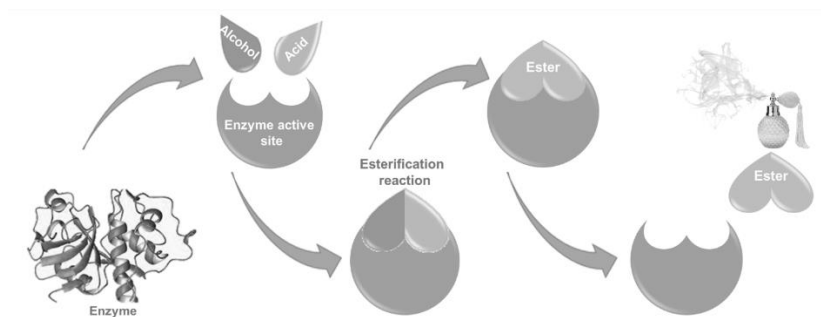 Alcohol
Acid
Enzyme active
site
Enzyme
Esterification
reaction
Ester
Ester